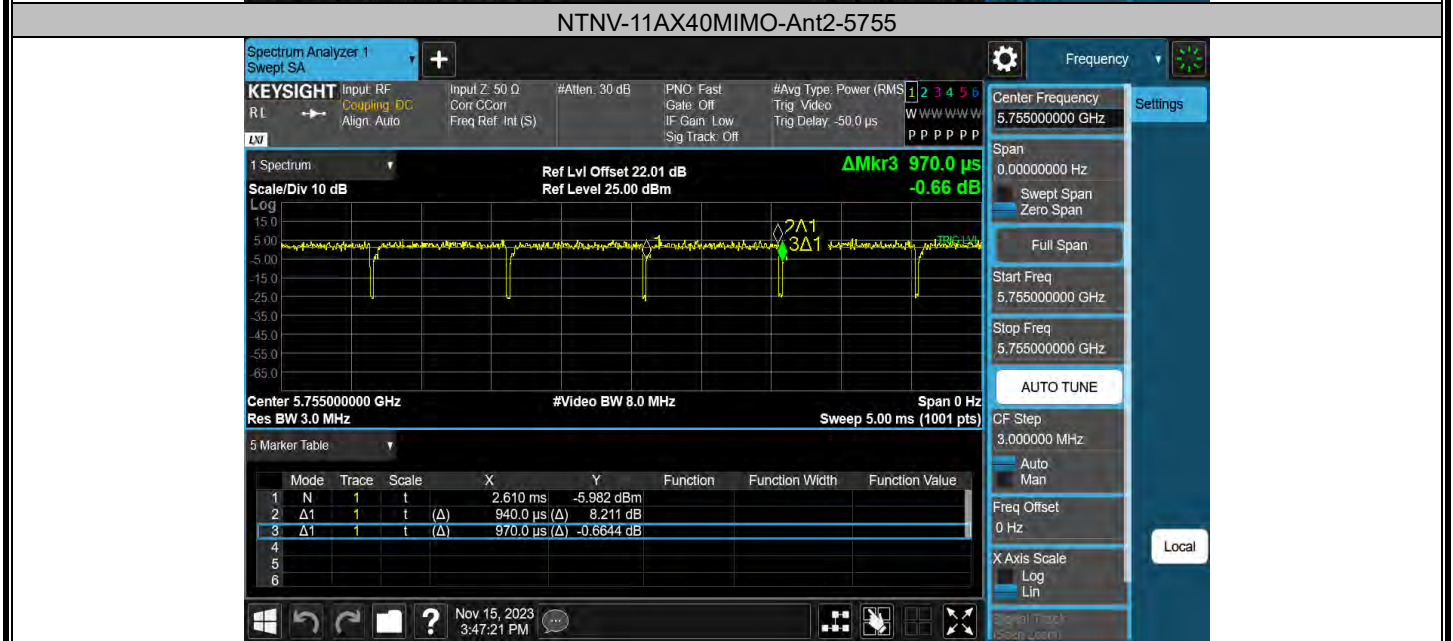 NTNV-11AX40MIMO-Ant2-5755
Spectrum Analyzer 1
Swept SA
Frequency
KEYSIGHT Input: RF Input Z: 50 Ω #Atten: 30 dB PNO: Fast #Avg Type: Power (RMS 1 2 3 4 5 6
RL Coupling: DC Corr CCorr Gate: Off Trig: Video W W W W W W
Align: Auto Freq Ref: Int (S) IF Gain: Low Trig Delay: -50.0 µs
LXI Sig Track: Off P P P P P P
1 Spectrum
Ref Lvl Offset 22.01 dB ΔMkr3 970.0 µs
Scale/Div 10 dB Ref Level 25.00 dBm -0.66 dB
Log
15.0
2Δ1
5.00 1 3Δ1 TRIG LVL
-5.00
-15.0
-25.0
-35.0
-45.0
-55.0
-65.0
Center 5.755000000 GHz #Video BW 8.0 MHz Span 0 Hz
Res BW 3.0 MHz Sweep 5.00 ms (1001 pts)
5 Marker Table
Mode Trace Scale X Y Function Function Width Function Value
1 N 1 t 2.610 ms -5.982 dBm
2 Δ1 1 t (Δ) 940.0 µs (Δ) 8.211 dB
3 Δ1 1 t (Δ) 970.0 µs (Δ) -0.6644 dB
4
5
6
Nov 15, 2023
3:47:21 PM
Center Frequency
5.755000000 GHz
Settings
Span
0.00000000 Hz
Swept Span
Zero Span
Full Span
Start Freq
5.755000000 GHz
Stop Freq
5.755000000 GHz
AUTO TUNE
CF Step
3.000000 MHz
Auto
Man
Freq Offset
0 Hz
Local
X Axis Scale
Log
Lin
Signal Track
(Span Zoom)